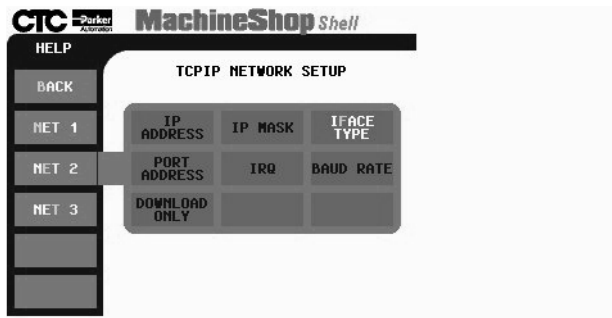 CTC Parker Automation
MachineShop Shell
HELP
TCPIP NETWORK SETUP
BACK
NET 1
IP ADDRESS
IP MASK
IFACE TYPE
NET 2
PORT ADDRESS
IRQ
BAUD RATE
NET 3
DOWNLOAD ONLY